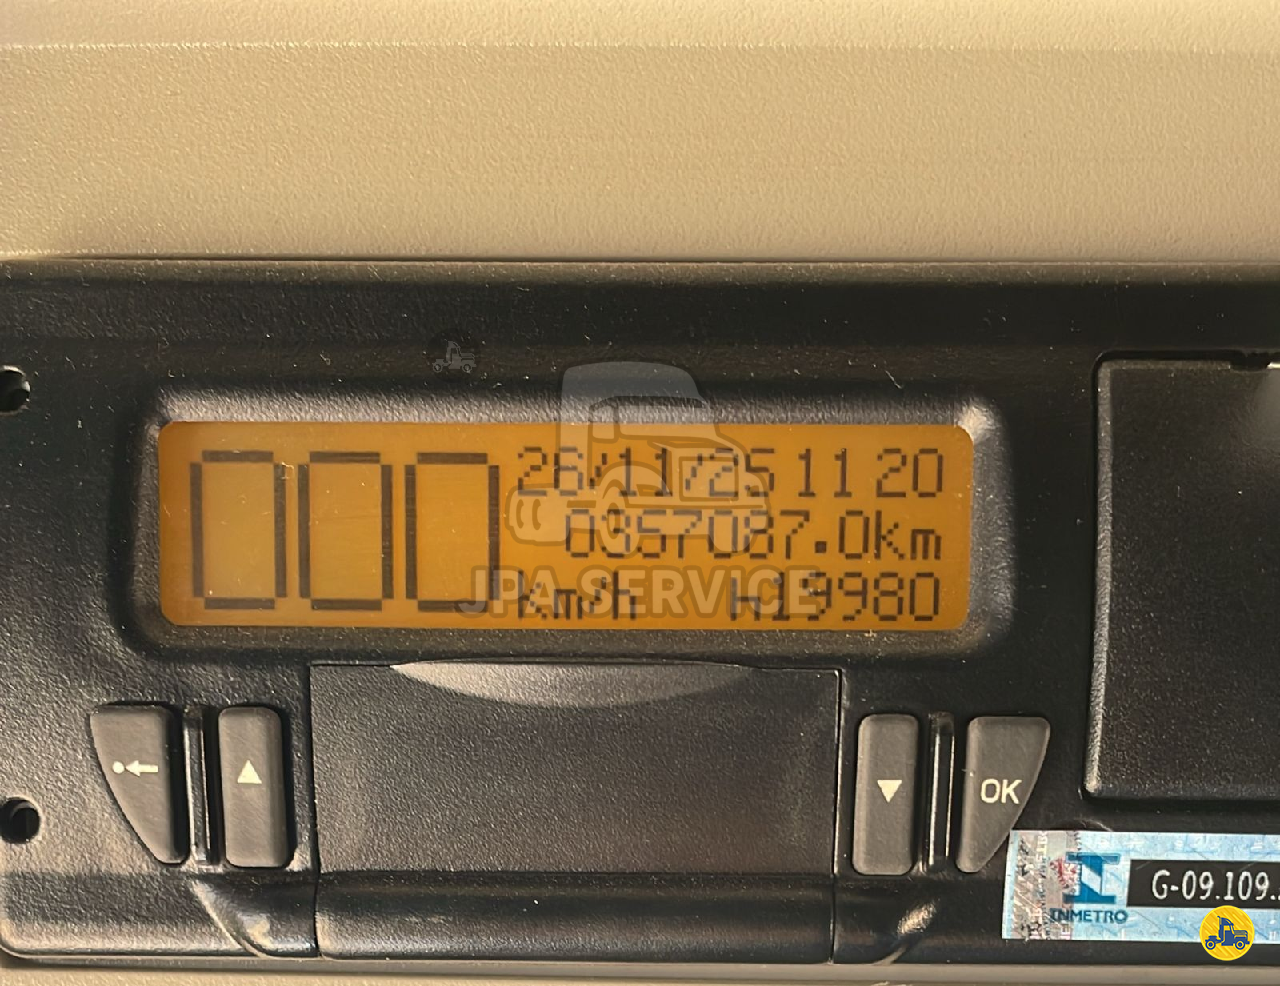 000
26/11/25 11 20
0357087.0km
km/h H19980
JPA SERVICE
OK
INMETRO
G-09.109.